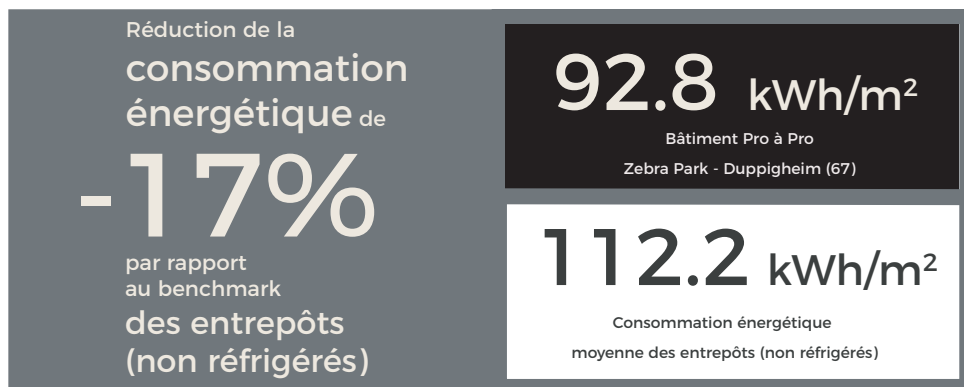 Réduction de la
consommation
énergétique de
-17%
par rapport
au benchmark
des entrepôts
(non réfrigérés)
92.8 kWh/m²
Bâtiment Pro à Pro
Zebra Park - Duppigheim (67)
112.2 kWh/m²
Consommation énergétique
moyenne des entrepôts (non réfrigérés)